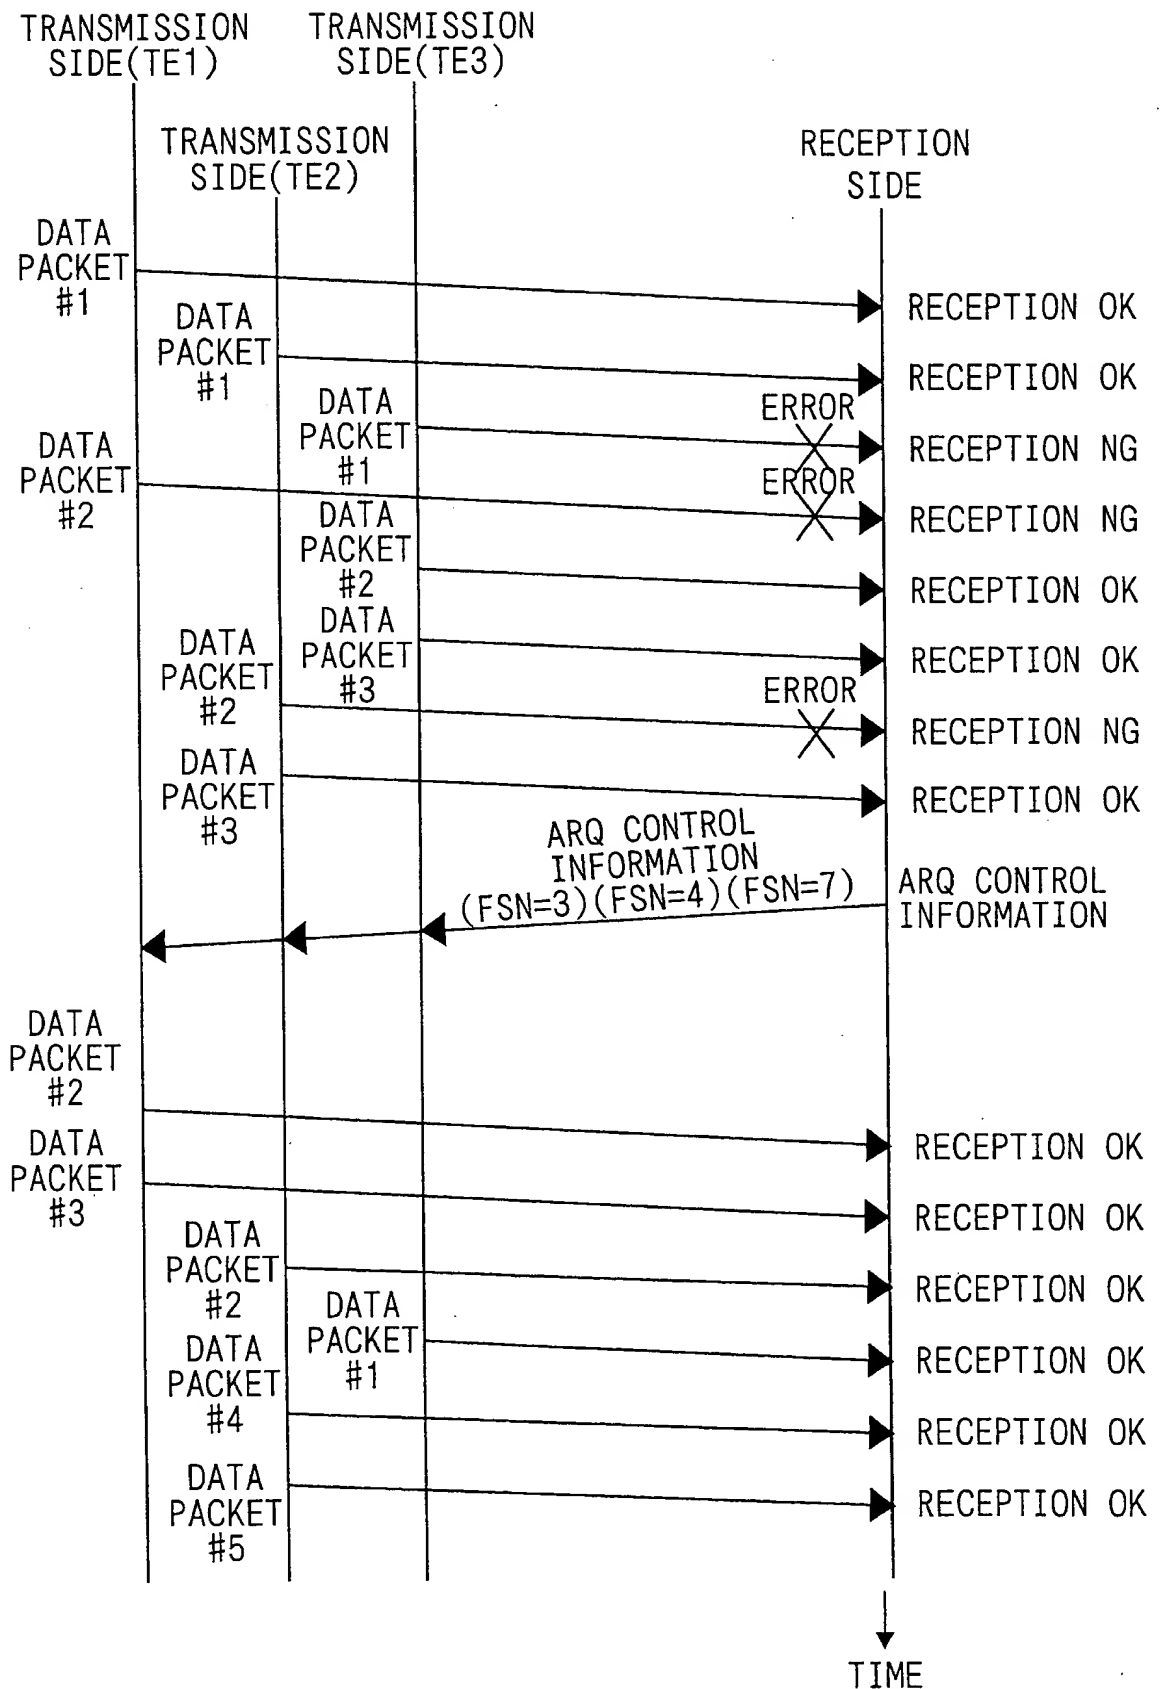 TRANSMISSION
SIDE(TE1)
TRANSMISSION
SIDE(TE3)
TRANSMISSION
SIDE(TE2)
RECEPTION
SIDE
DATA
PACKET
#1
RECEPTION OK
DATA
PACKET
#1
RECEPTION OK
DATA
PACKET
#1
ERROR
RECEPTION NG
DATA
PACKET
#2
ERROR
RECEPTION NG
DATA
PACKET
#2
RECEPTION OK
DATA
PACKET
#3
RECEPTION OK
DATA
PACKET
#2
ERROR
RECEPTION NG
DATA
PACKET
#3
RECEPTION OK
ARQ CONTROL
INFORMATION
(FSN=3)(FSN=4)(FSN=7)
ARQ CONTROL
INFORMATION
DATA
PACKET
#2
RECEPTION OK
DATA
PACKET
#3
RECEPTION OK
DATA
PACKET
#2
RECEPTION OK
DATA
PACKET
#1
RECEPTION OK
DATA
PACKET
#4
RECEPTION OK
DATA
PACKET
#5
RECEPTION OK
TIME